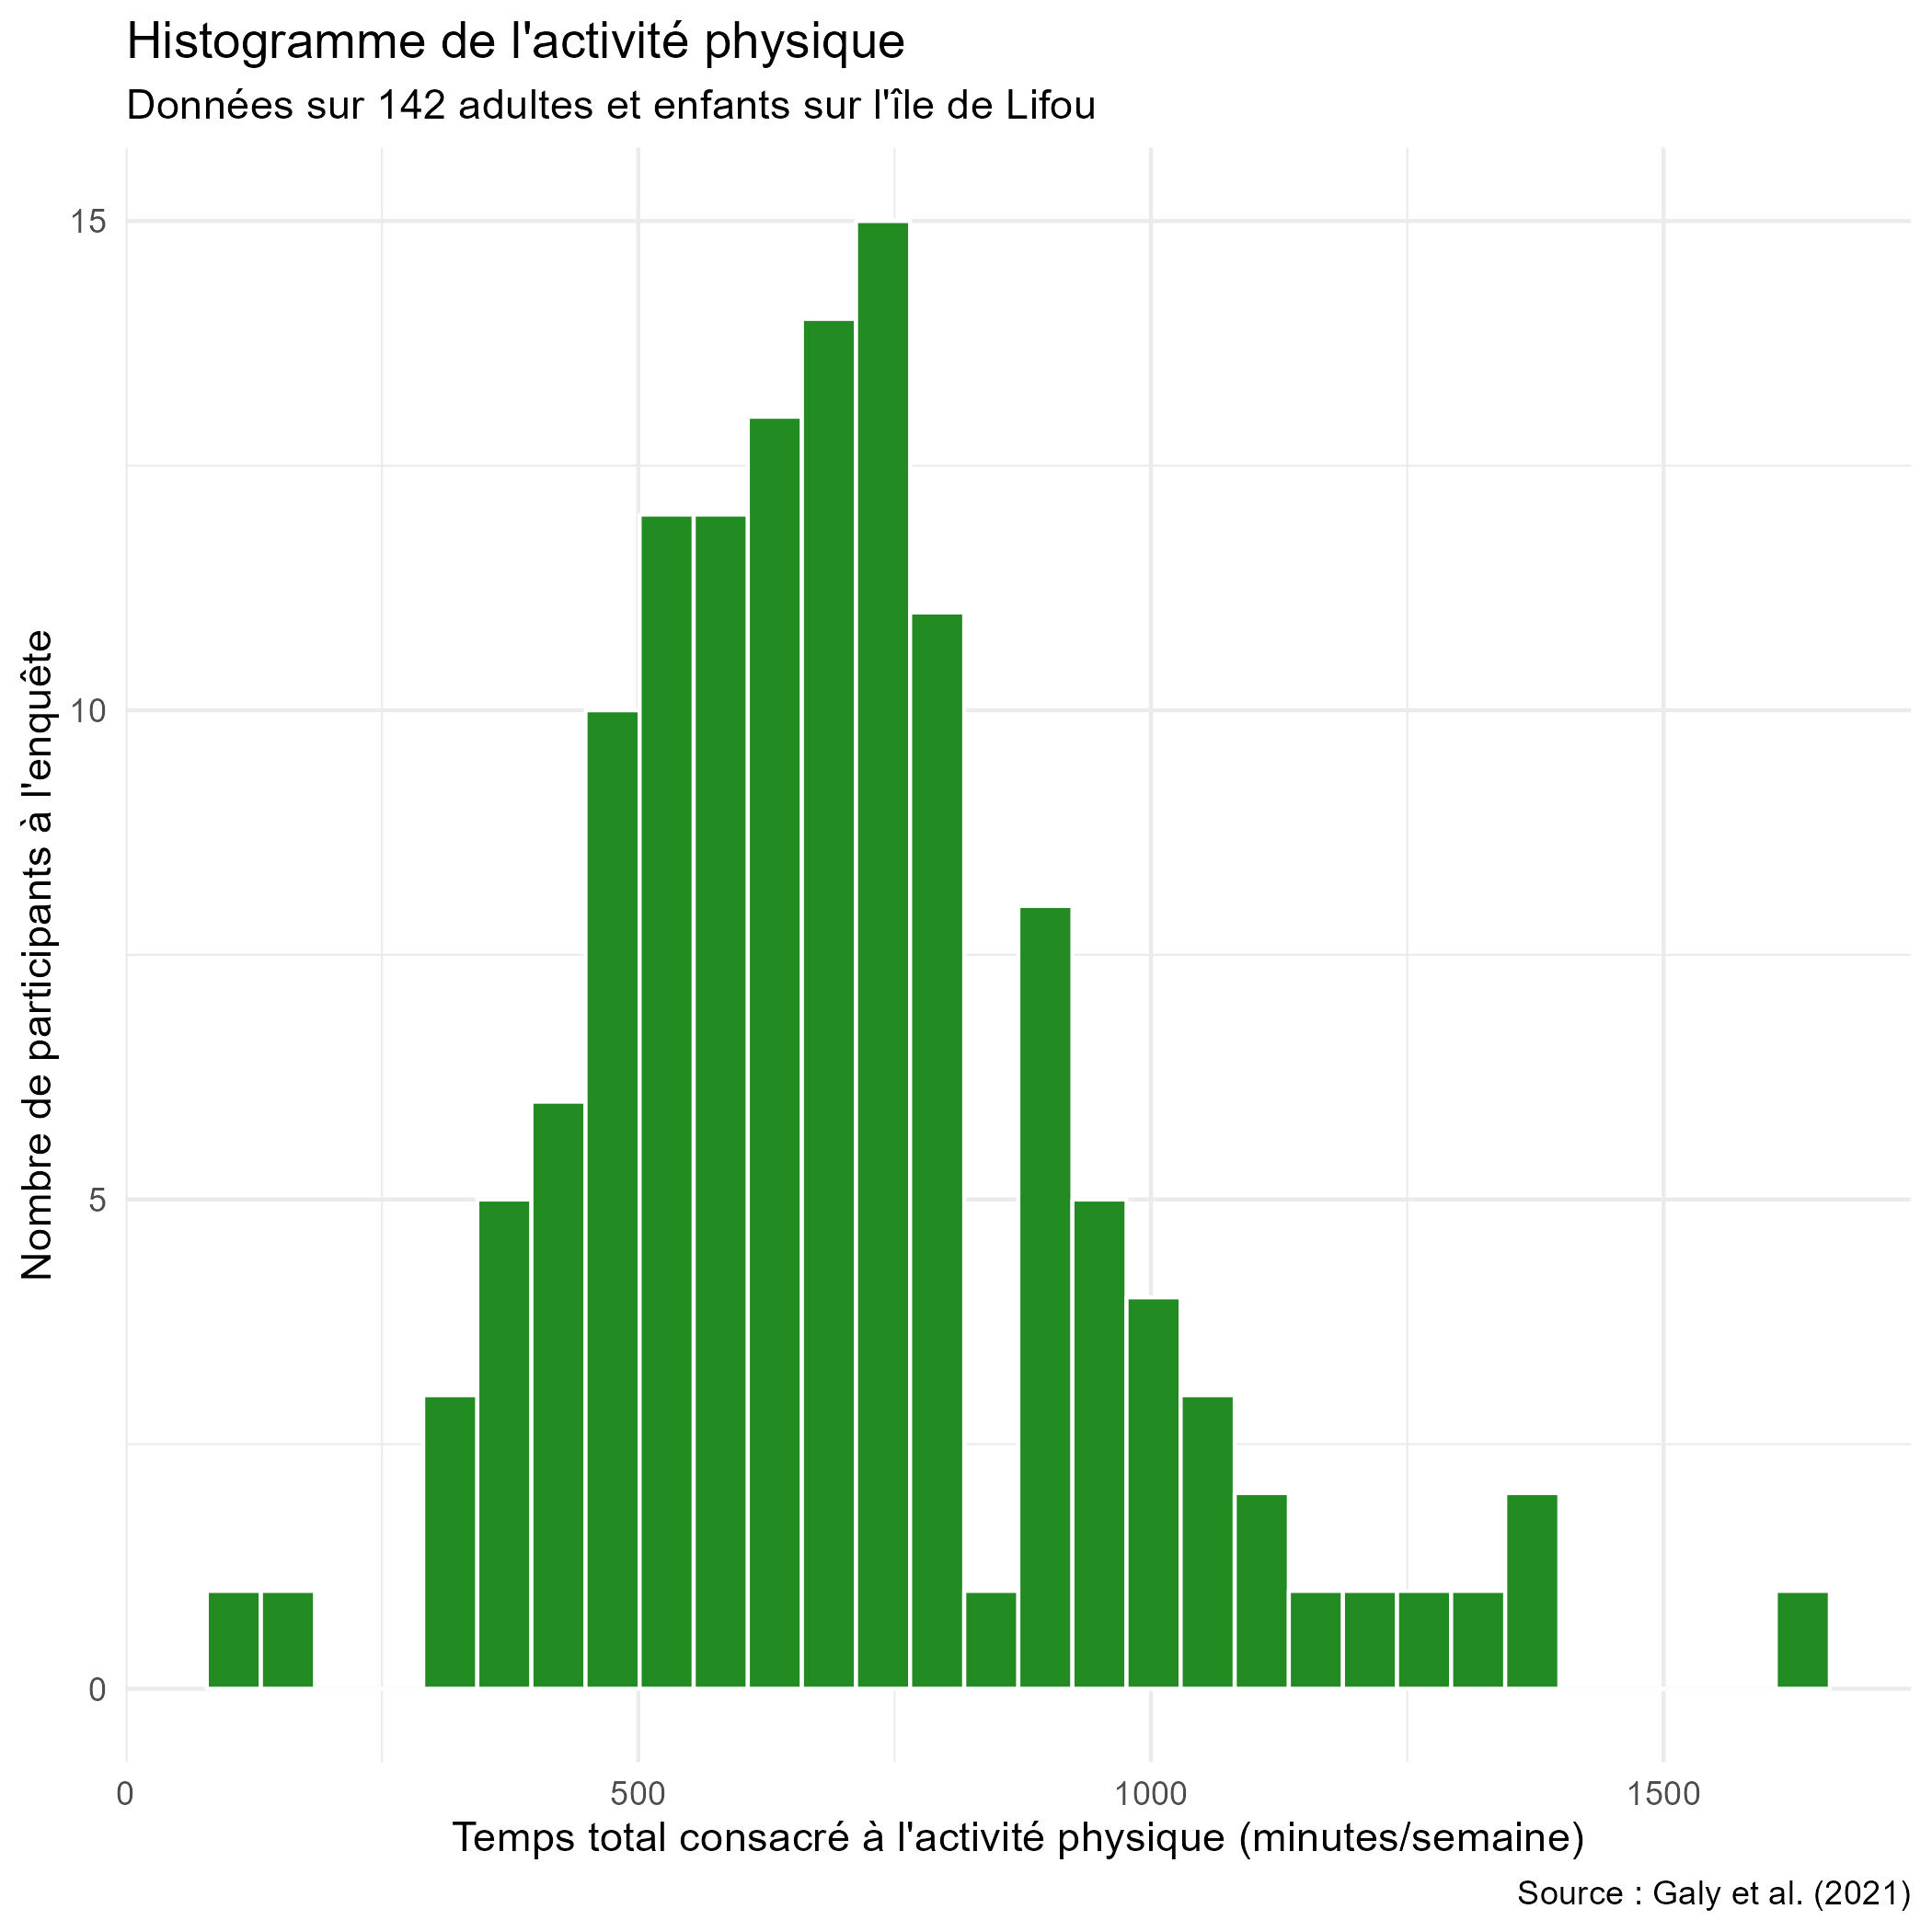 Histogramme de l'activité physique
Données sur 142 adultes et enfants sur l'île de Lifou
15
10
5
0
Nombre de participants à l'enquête
0 500 1000 1500
Temps total consacré à l'activité physique (minutes/semaine)
Source : Galy et al. (2021)